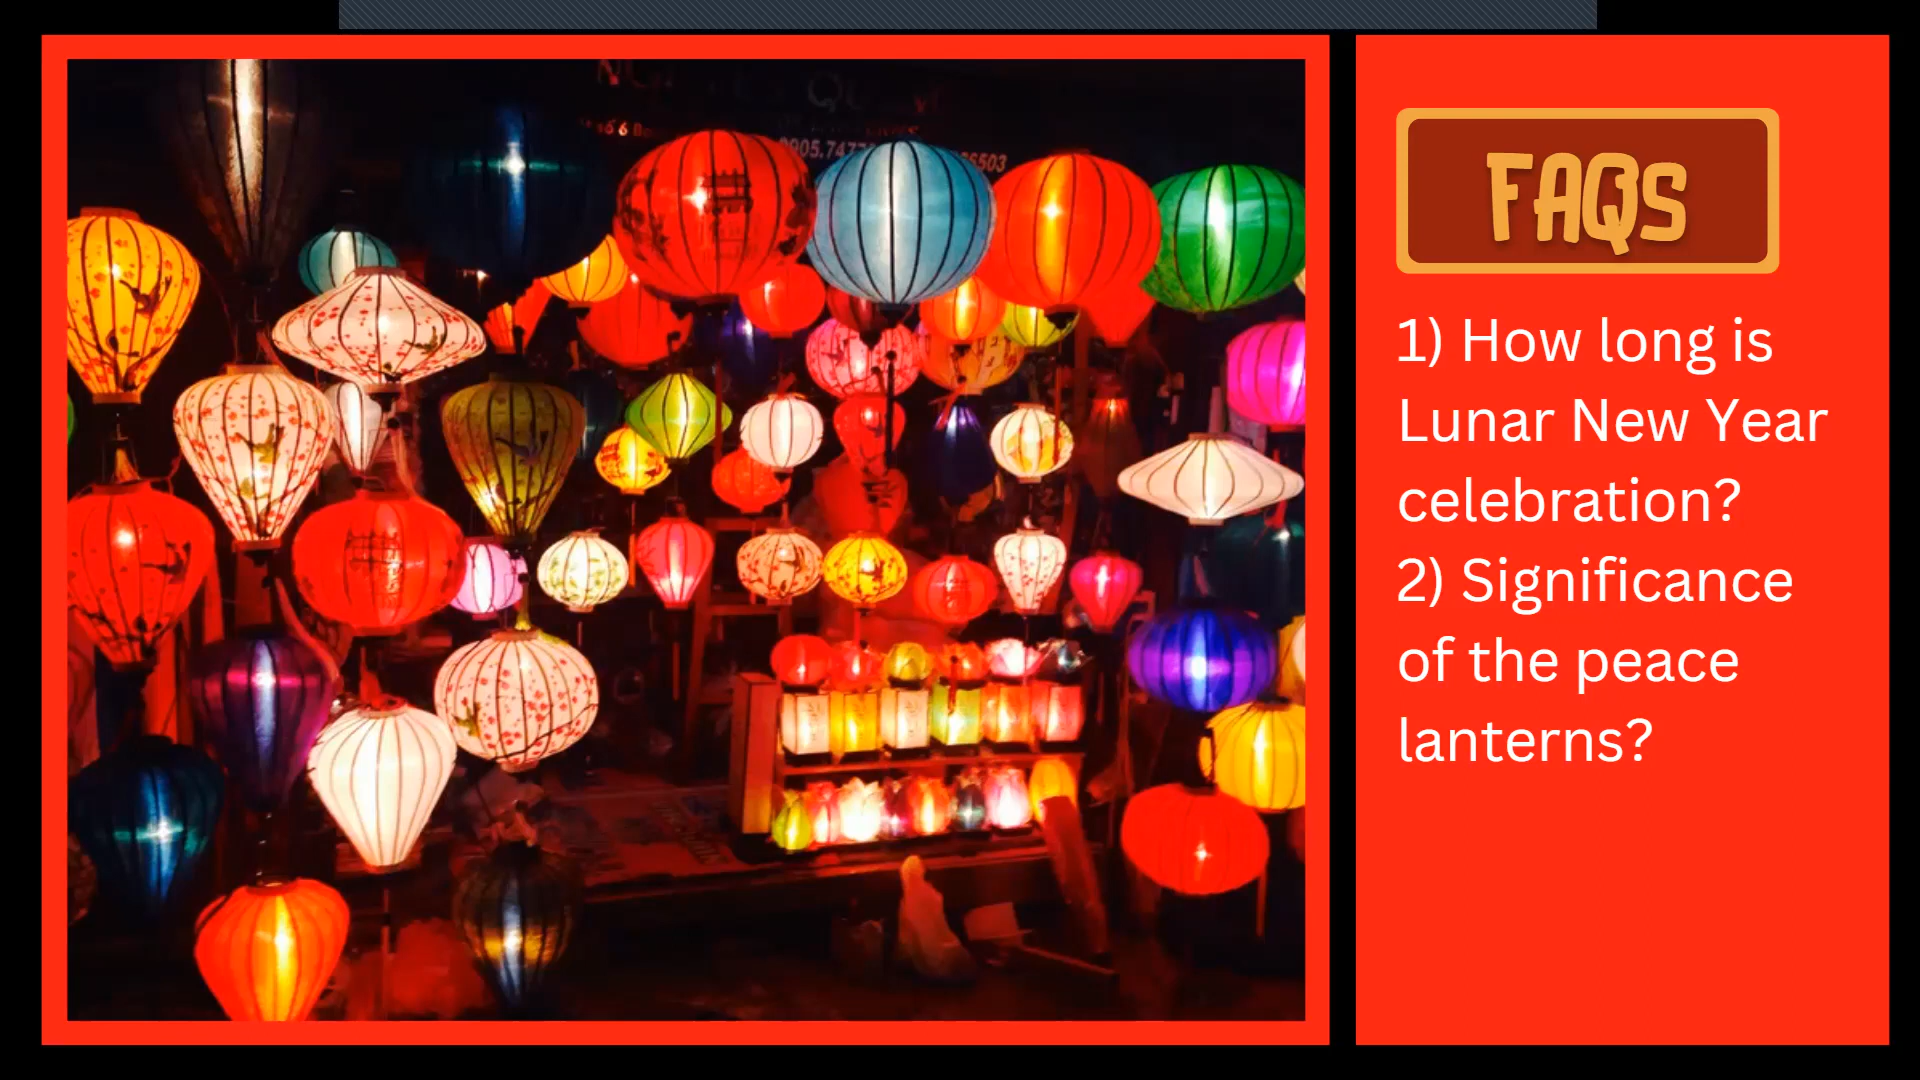 FAQS
1) How long is
Lunar New Year
celebration?
2) Significance
of the peace
lanterns?